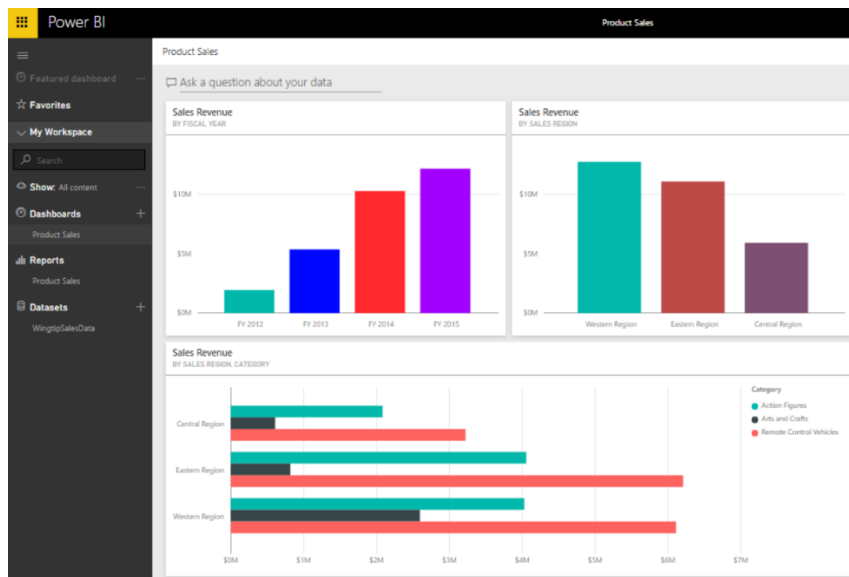 Power BI
Product Sales
Featured dashboard ...
Favorites
My Workspace
Search
Show: All content ...
Dashboards +
Product Sales
Reports
Product Sales
Datasets +
WingtipSalesData
Product Sales
Ask a question about your data
Sales Revenue
BY FISCAL YEAR
$10M
$5M
$0M
FY 2012 FY 2013 FY 2014 FY 2015
Sales Revenue
BY SALES REGION
$10M
$5M
$0M
Western Region Eastern Region Central Region
Sales Revenue
BY SALES REGION, CATEGORY
Central Region
Eastern Region
Western Region
$0M $1M $2M $3M $4M $5M $6M $7M
Category
Action Figures
Arts and Crafts
Remote Control Vehicles